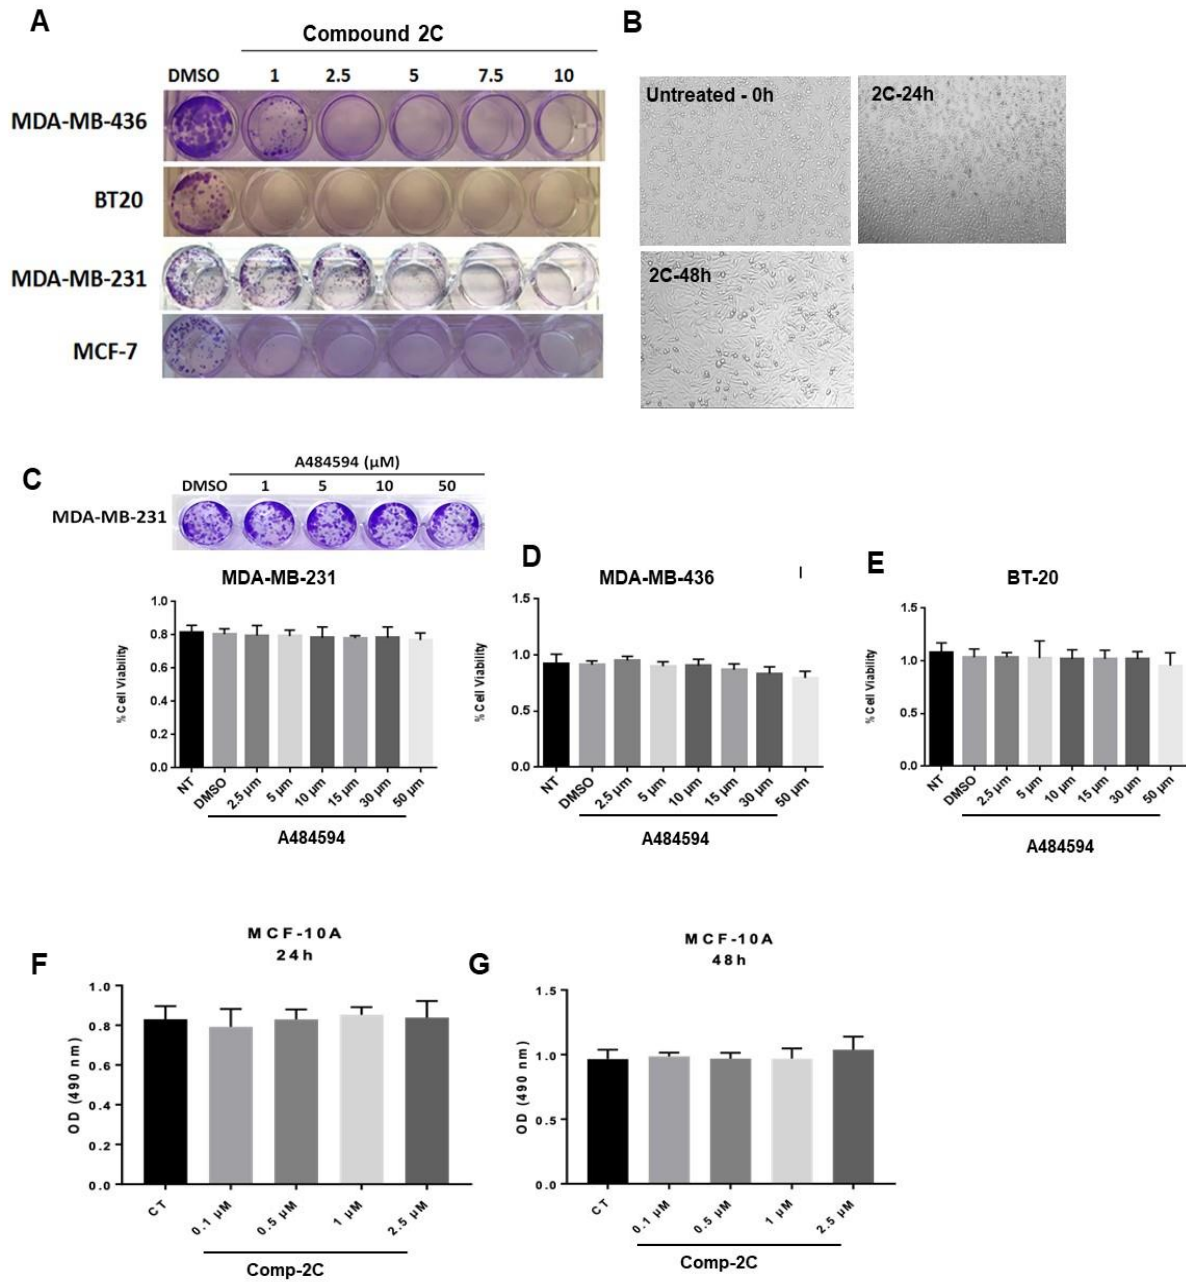 A
Compound 2C
DMSO 1 2.5 5 7.5 10
MDA-MB-436
BT20
MDA-MB-231
MCF-7
B
Untreated - 0h
2C-24h
2C-48h
C
A484594 (μM)
DMSO 1 5 10 50
MDA-MB-231
MDA-MB-231
% Cell Viability
1.0
0.8
0.6
0.4
0.2
0.0
NT DMSO 2.5 μm 5 μm 10 μm 15 μm 30 μm 50 μm
A484594
D
MDA-MB-436
% Cell Viability
1.5
1.0
0.5
0.0
NT DMSO 2.5 μm 5 μm 10 μm 15 μm 30 μm 50 μm
A484594
E
BT-20
% Cell Viability
1.5
1.0
0.5
0.0
NT DMSO 2.5 μm 5 μm 10 μm 15 μm 30 μm 50 μm
A484594
F
MCF-10A
24h
OD (490 nm)
1.0
0.8
0.6
0.4
0.2
0.0
CT 0.1 μM 0.5 μM 1 μM 2.5 μM
Comp-2C
G
MCF-10A
48h
OD (490 nm)
1.5
1.0
0.5
0.0
CT 0.1 μM 0.5 μM 1 μM 2.5 μM
Comp-2C